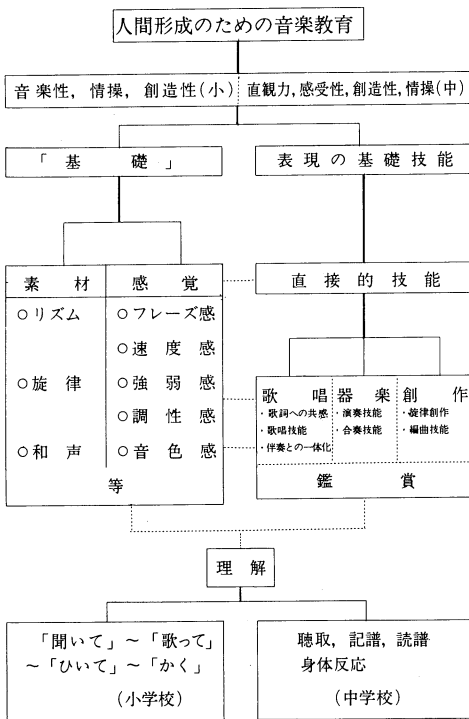 人間形成のための音楽教育
音楽性, 情操, 創造性(小) 直観力, 感受性, 創造性, 情操(中)
「基礎」
表現の基礎技能
素材 感覚
直接的技能
○リズム ○フレーズ感
○速度感
○旋律 ○強弱感
○調性感
○和声 ○音色感
等
歌唱 器楽 創作
・歌詞への共感 ・演奏技能 ・旋律創作
・歌唱技能 ・合奏技能 ・編曲技能
・伴奏との一体化
鑑賞
理解
「聞いて」～「歌って」
～「ひいて」～「かく」
(小学校)
聴取, 記譜, 読譜
身体反応
(中学校)